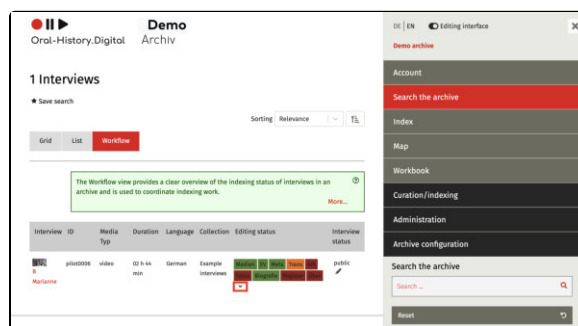 Demo
Oral-History.Digital Archiv
1 Interviews
★ Save search
Sorting Relevance
Grid List Workflow
The Workflow view provides a clear overview of the indexing status of interviews in an
archive and is used to coordinate indexing work.
More...
Interview ID Media Typ Duration Language Collection Editing status Interview status
B Marianne pilot0006 video 02 h 44 min German Example interviews Medien EV Meta Trans public
Biografie Register
DE | EN Editing interface
Demo archive
Account
Search the archive
Index
Map
Workbook
Curation/indexing
Administration
Archive configuration
Search the archive
Search ...
Reset